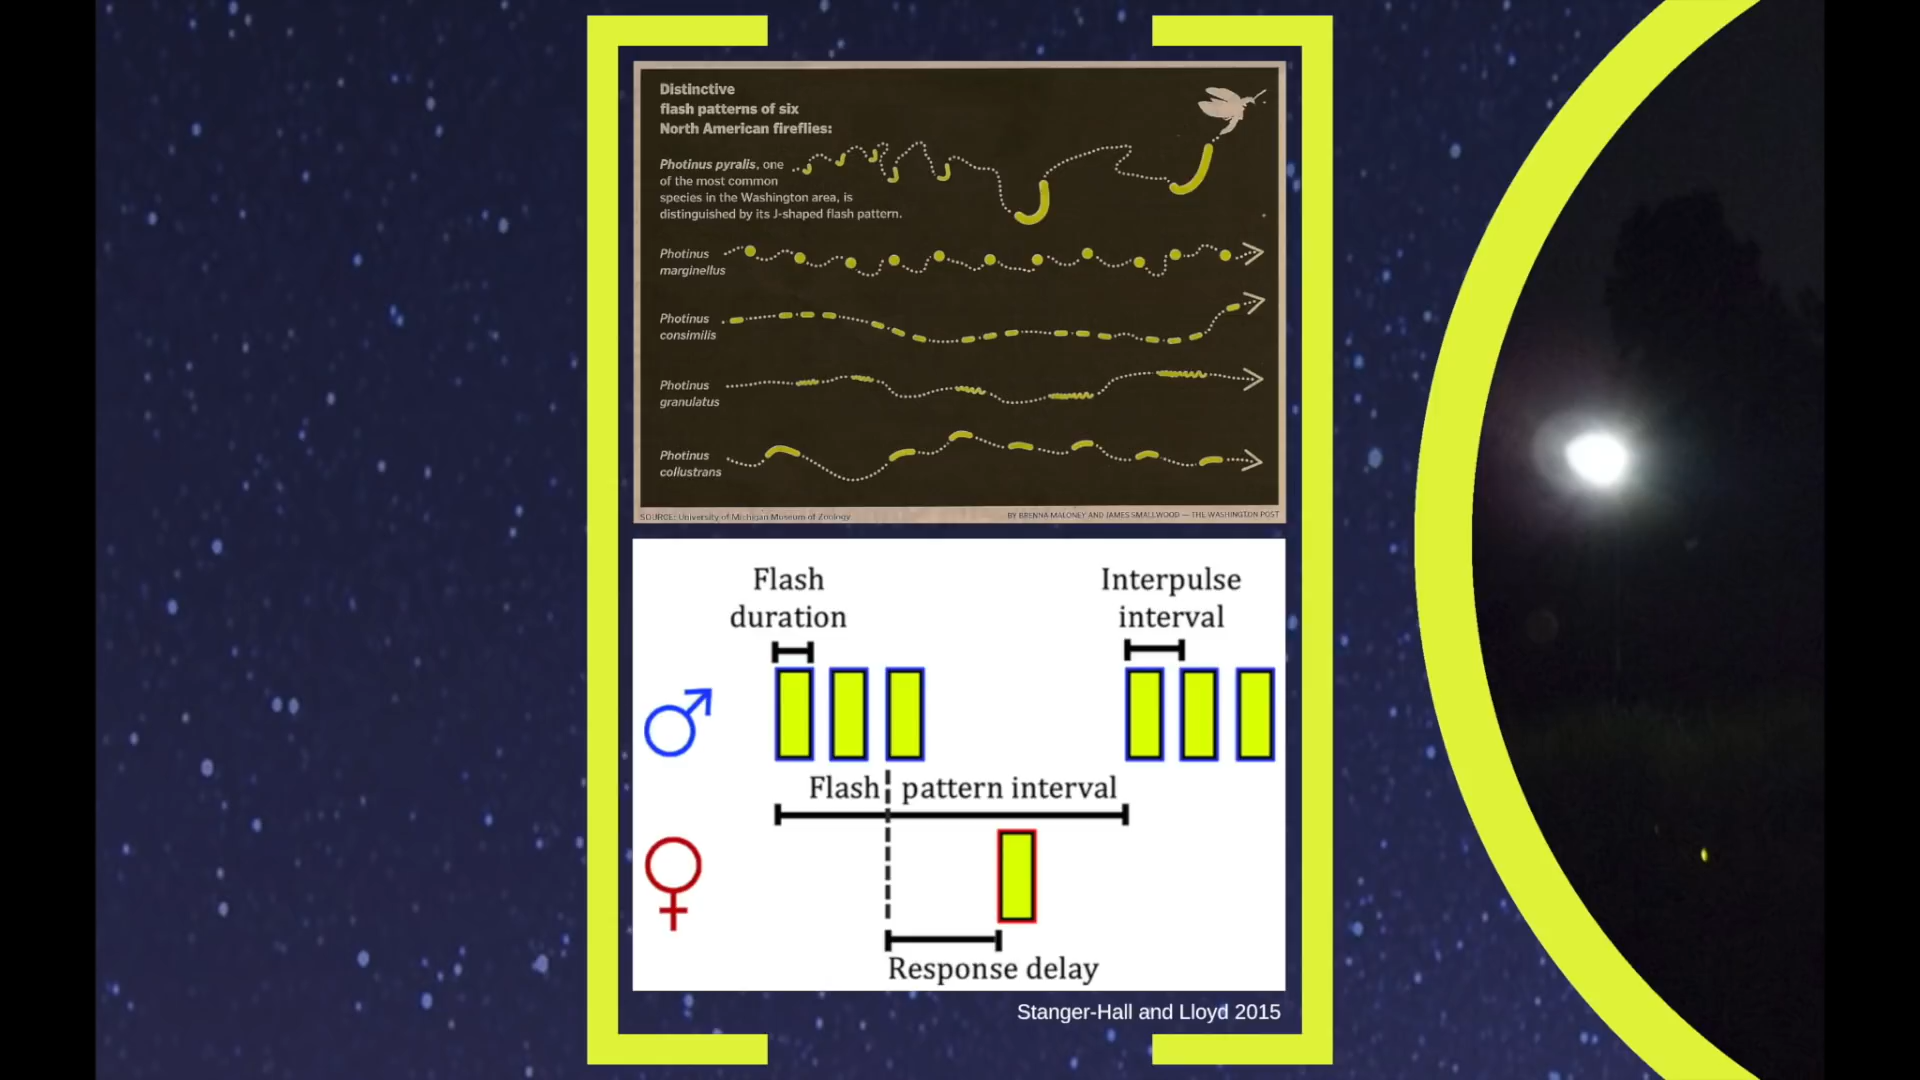 Distinctive
flash patterns of six
North American fireflies:
Photinus pyralis, one
of the most common
species in the Washington area, is
distinguished by its J-shaped flash pattern.
Photinus
marginellus
Photinus
consimilis
Photinus
granulatus
Photinus
collustrans
SOURCE: University of Michigan Museum of Zoology
BY BRENNA MALONEY AND JAMES SMALLWOOD — THE WASHINGTON POST
Flash
duration
Interpulse
interval
Flash pattern interval
Response delay
Stanger-Hall and Lloyd 2015